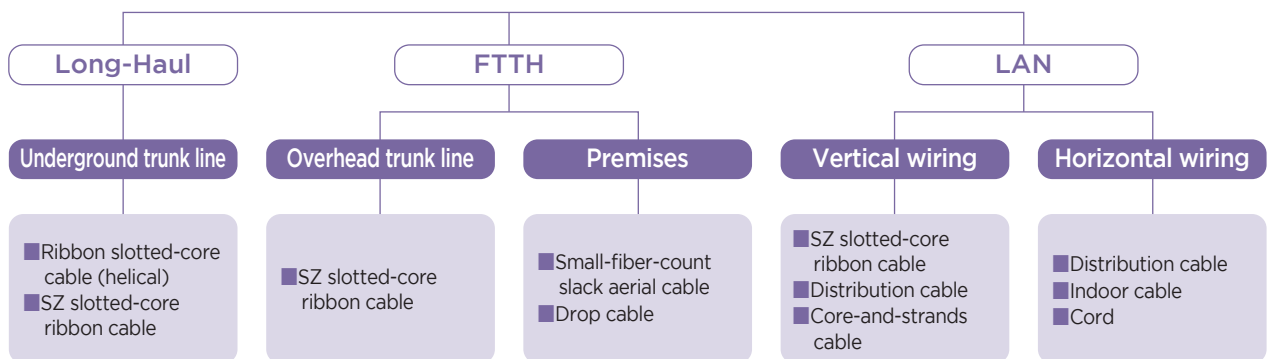 Long-Haul
FTTH
LAN
Underground trunk line
Overhead trunk line
Premises
Vertical wiring
Horizontal wiring
■Ribbon slotted-core
cable (helical)
■SZ slotted-core
ribbon cable
■SZ slotted-core
ribbon cable
■Small-fiber-count
slack aerial cable
■Drop cable
■SZ slotted-core
ribbon cable
■Distribution cable
■Core-and-strands
cable
■Distribution cable
■Indoor cable
■Cord